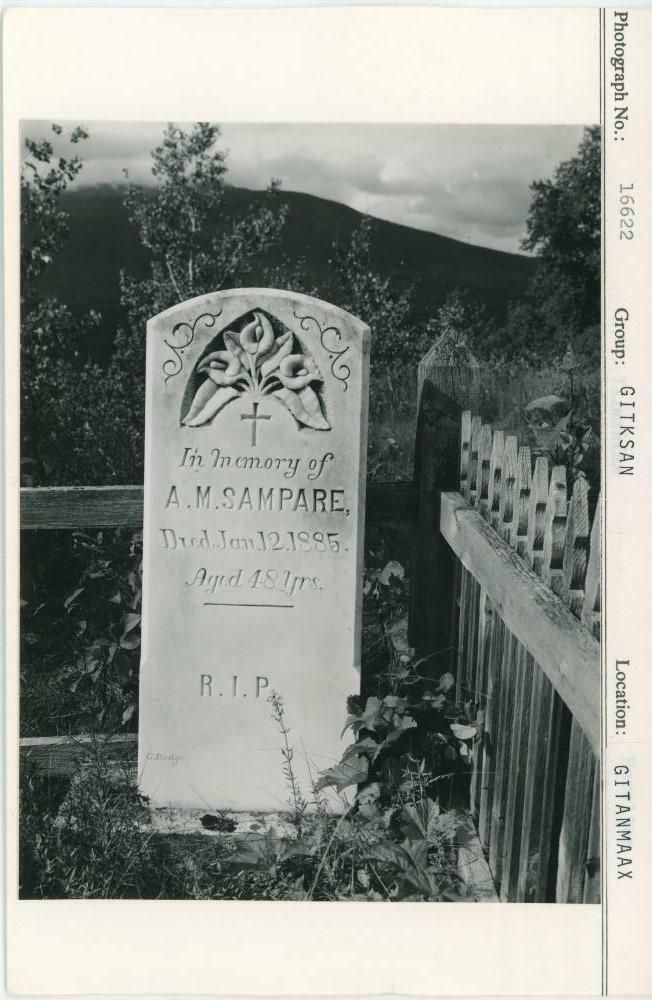 In memory of
A.M.SAMPARE,
Died.Jan.12.1885.
Aged 48 Yrs.
R.I.P.
Photograph No.: 16622
Group: GITKSAN
Location: GITANMAAX